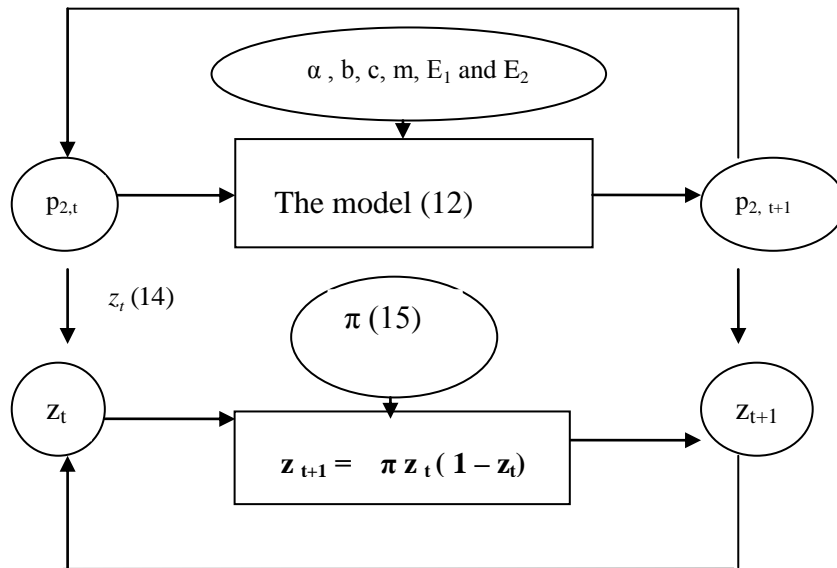 α , b, c, m, E₁ and E₂
p₂,ₜ
The model (12)
p₂, ₜ₊₁
zₜ (14)
π (15)
zₜ
zₜ₊₁
z ₜ₊₁ = π z ₜ ( 1 – zₜ)